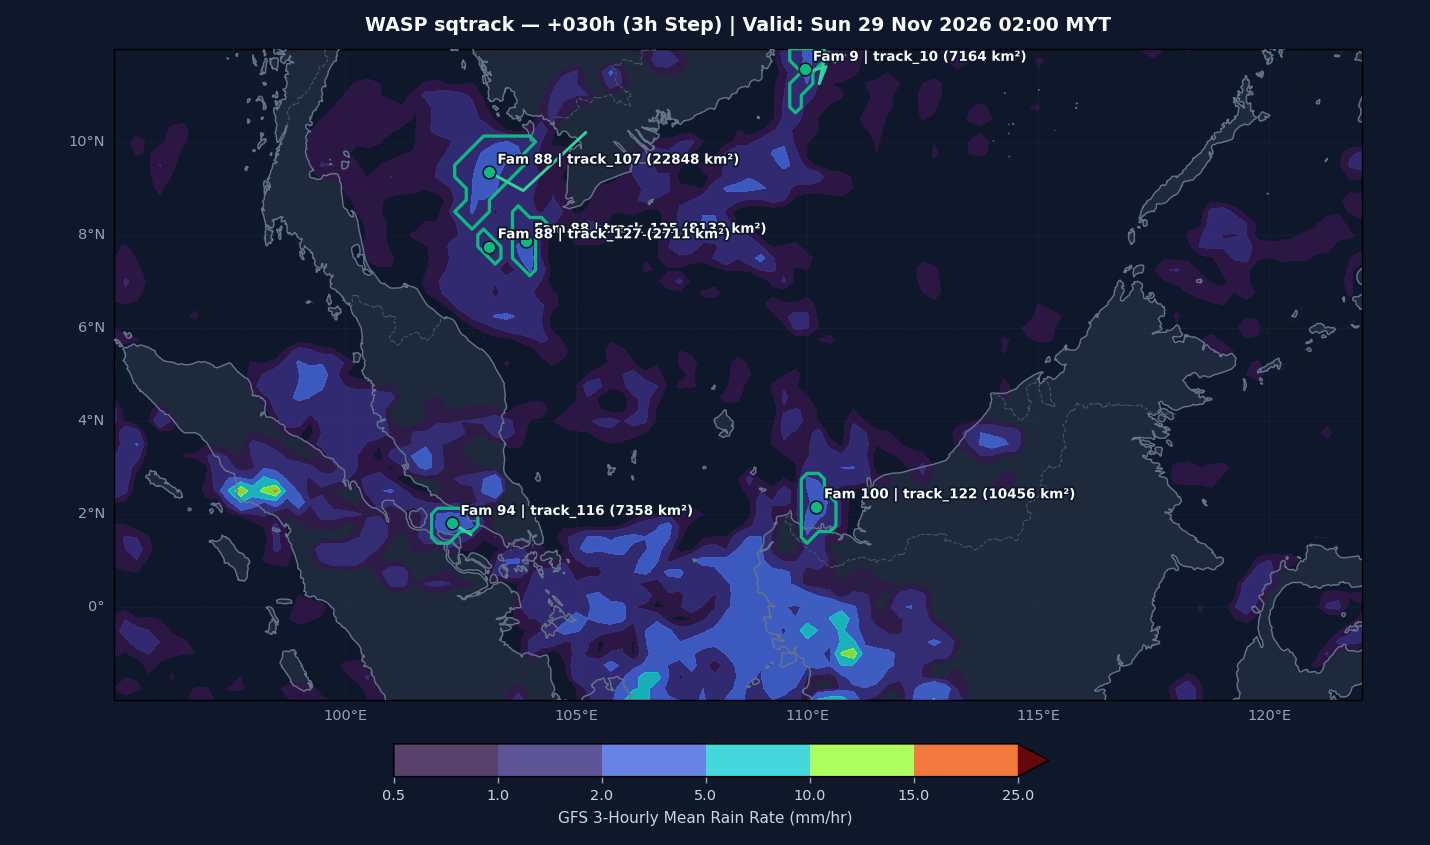 WASP sqtrack — +030h (3h Step) | Valid: Sun 29 Nov 2026 02:00 MYT
Fam 9 | track_10 (7164 km²)
10°N
Fam 88 | track_107 (22848 km²)
8°N
Fam 88 | km²)
Fam 88 | track_127 (2711 km²)
6°N
4°N
2°N
Fam 100 | track_122 (10456 km²)
Fam 94 | track_116 (7358 km²)
0°
100°E 105°E 110°E 115°E 120°E
0.5 1.0 2.0 5.0 10.0 15.0 25.0
GFS 3-Hourly Mean Rain Rate (mm/hr)